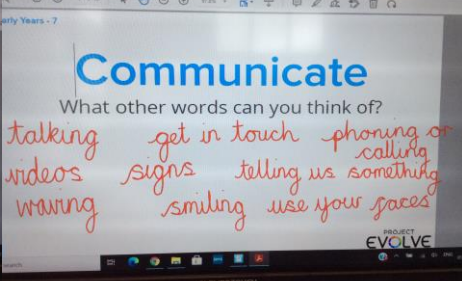 arly Years - 7
Communicate
What other words can you think of?
talking get in touch phoning or
calling
videos signs telling us something
waving smiling use your faces
PROJECT
EVOLVE